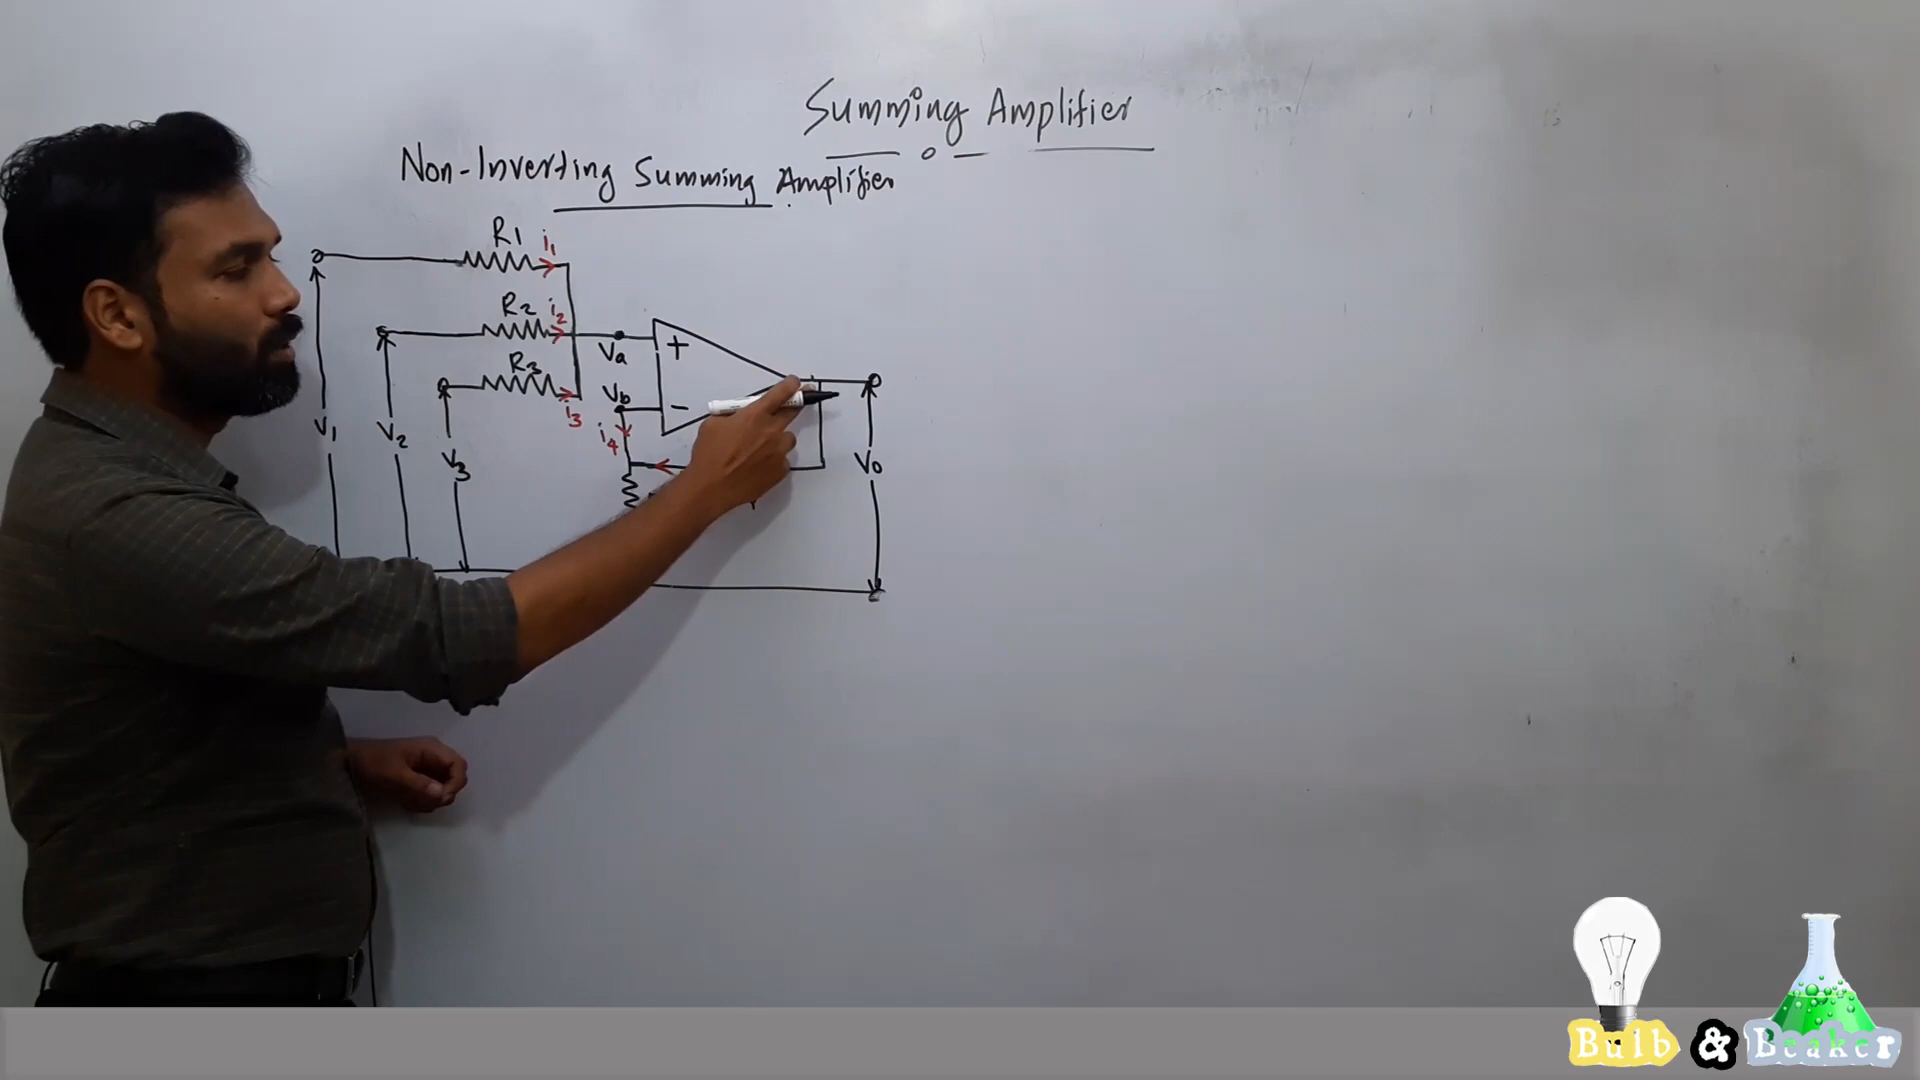 Summing Amplifier
Non-Inverting Summing Amplifier
R1
i1
R2
i2
R3
i3
Va
+
Vb
-
i4
V1
V2
V3
Vo
Bulb & Beaker